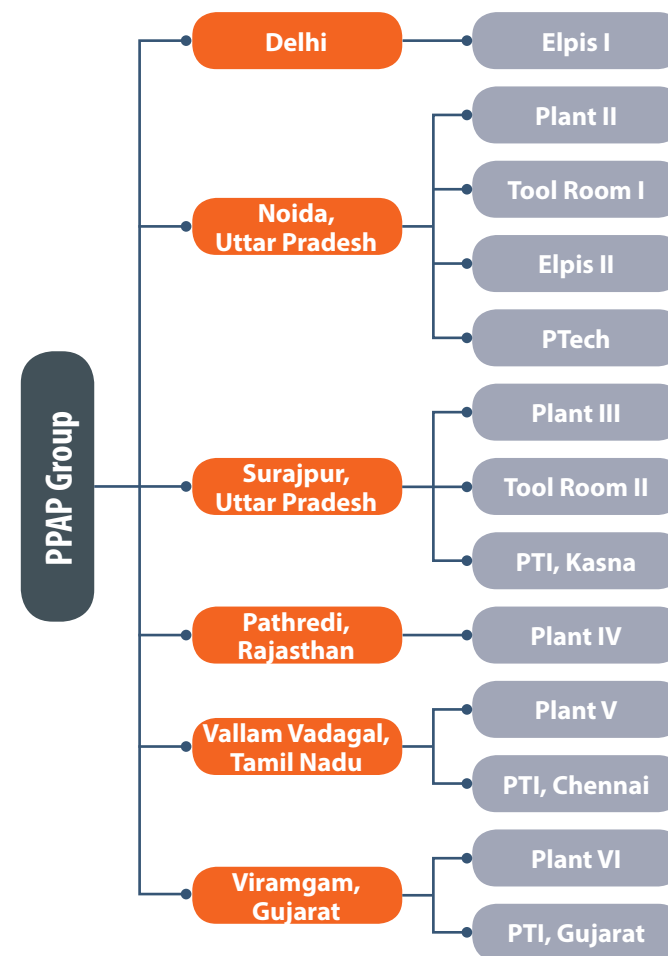 PPAP Group
Delhi
Elpis I
Noida,
Uttar Pradesh
Plant II
Tool Room I
Elpis II
PTech
Surajpur,
Uttar Pradesh
Plant III
Tool Room II
PTI, Kasna
Pathredi,
Rajasthan
Plant IV
Vallam Vadagal,
Tamil Nadu
Plant V
PTI, Chennai
Viramgam,
Gujarat
Plant VI
PTI, Gujarat